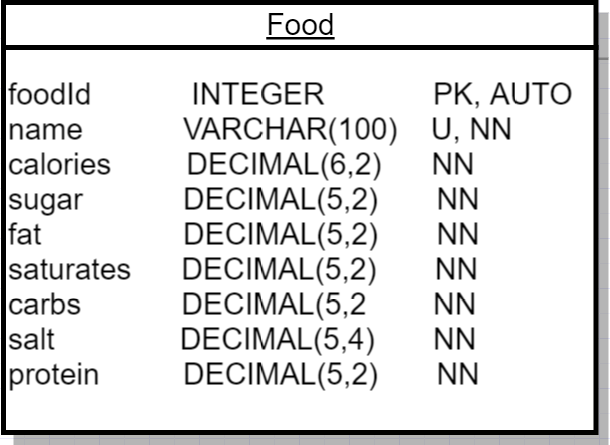 Food
foodId INTEGER PK, AUTO
name VARCHAR(100) U, NN
calories DECIMAL(6,2) NN
sugar DECIMAL(5,2) NN
fat DECIMAL(5,2) NN
saturates DECIMAL(5,2) NN
carbs DECIMAL(5,2 NN
salt DECIMAL(5,4) NN
protein DECIMAL(5,2) NN